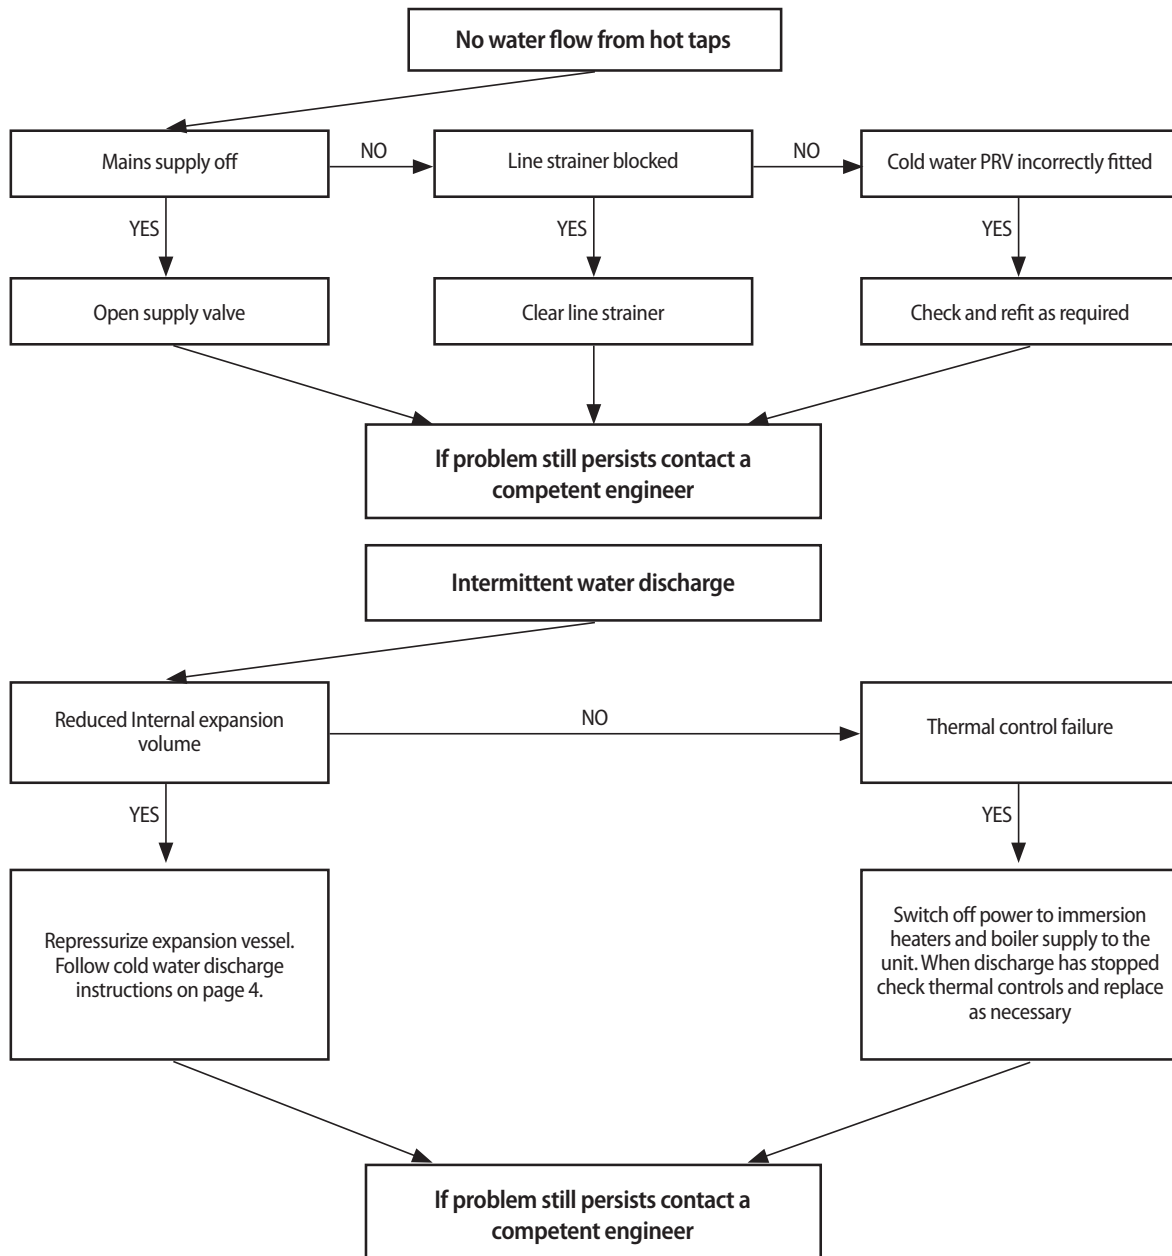 No water flow from hot taps
Mains supply off
NO
Line strainer blocked
NO
Cold water PRV incorrectly fitted
YES
YES
YES
Open supply valve
Clear line strainer
Check and refit as required
If problem still persists contact a
competent engineer
Intermittent water discharge
Reduced Internal expansion
volume
NO
Thermal control failure
YES
YES
Repressurize expansion vessel.
Follow cold water discharge
instructions on page 4.
Switch off power to immersion
heaters and boiler supply to the
unit. When discharge has stopped
check thermal controls and replace
as necessary
If problem still persists contact a
competent engineer